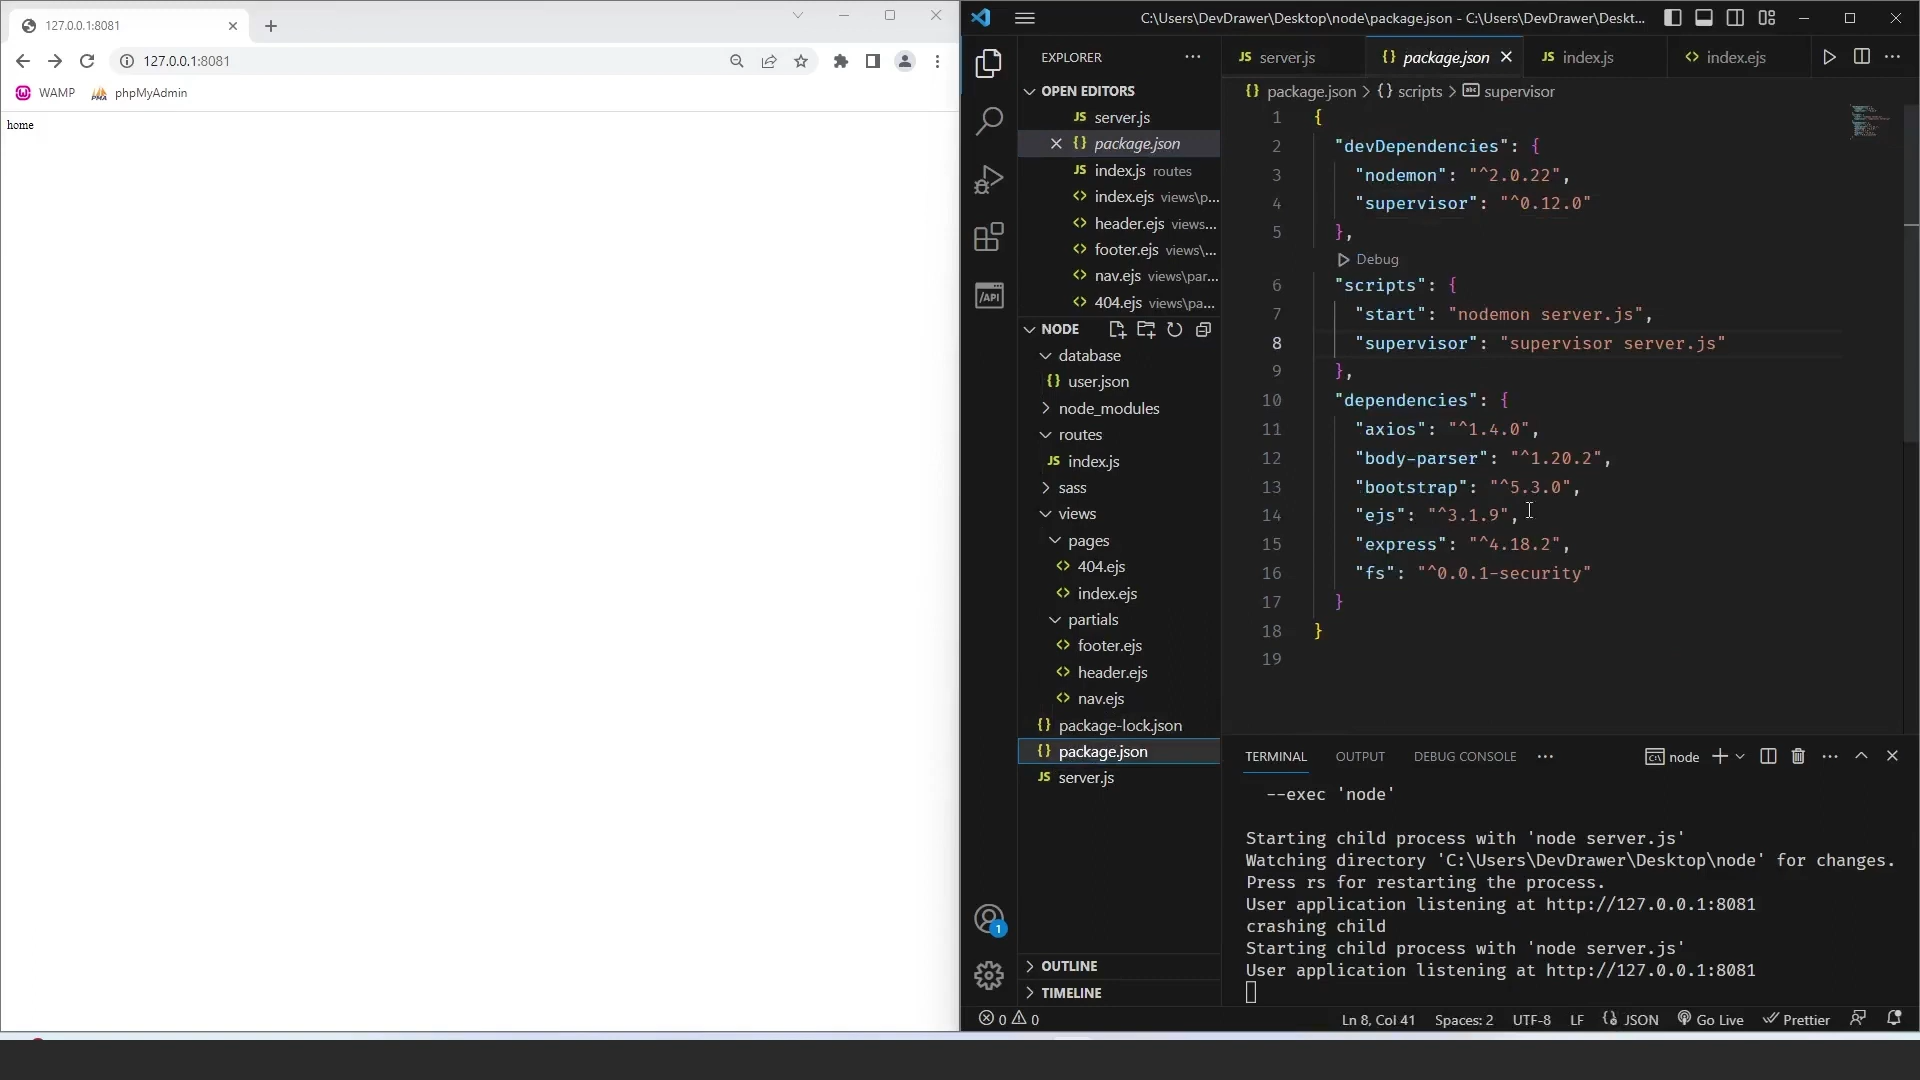 127.0.0.1:8081
127.0.0.1:8081
WAMP phpMyAdmin
home
C:\Users\DevDrawer\Desktop\node\package.json - C:\Users\DevDrawer\Deskt...
EXPLORER
OPEN EDITORS
server.js
package.json
index.js routes
index.ejs views\p...
header.ejs views...
footer.ejs views\...
nav.ejs views\par...
404.ejs views\pa...
NODE
database
user.json
node_modules
routes
index.js
sass
views
pages
404.ejs
index.ejs
partials
footer.ejs
header.ejs
nav.ejs
package-lock.json
package.json
server.js
OUTLINE
TIMELINE
server.js package.json index.js index.ejs
package.json > {} scripts > supervisor
1 {
2 "devDependencies": {
3 "nodemon": "^2.0.22",
4 "supervisor": "^0.12.0"
5 },
Debug
6 "scripts": {
7 "start": "nodemon server.js",
8 "supervisor": "supervisor server.js"
9 },
10 "dependencies": {
11 "axios": "^1.4.0",
12 "body-parser": "^1.20.2",
13 "bootstrap": "^5.3.0",
14 "ejs": "^3.1.9",
15 "express": "^4.18.2",
16 "fs": "^0.0.1-security"
17 }
18 }
19
TERMINAL OUTPUT DEBUG CONSOLE node
--exec 'node'
Starting child process with 'node server.js'
Watching directory 'C:\Users\DevDrawer\Desktop\node' for changes.
Press rs for restarting the process.
User application listening at http://127.0.0.1:8081
crashing child
Starting child process with 'node server.js'
User application listening at http://127.0.0.1:8081
1
0 0 Ln 8, Col 41 Spaces: 2 UTF-8 LF {} JSON Go Live Prettier